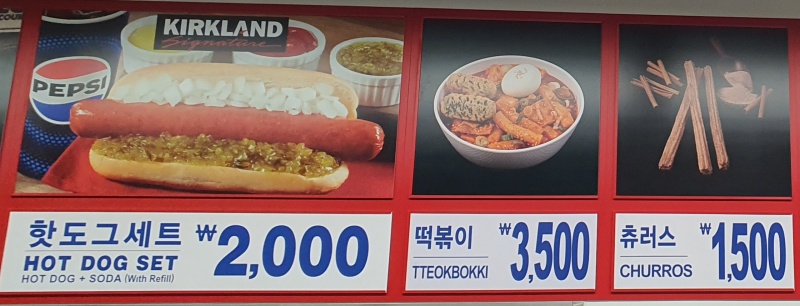 KIRKLAND
Signature
PEPSI
핫도그세트
HOT DOG SET
HOT DOG + SODA (With Refill)
₩2,000
떡볶이
TTEOKBOKKI
₩3,500
츄러스
CHURROS
₩1,500